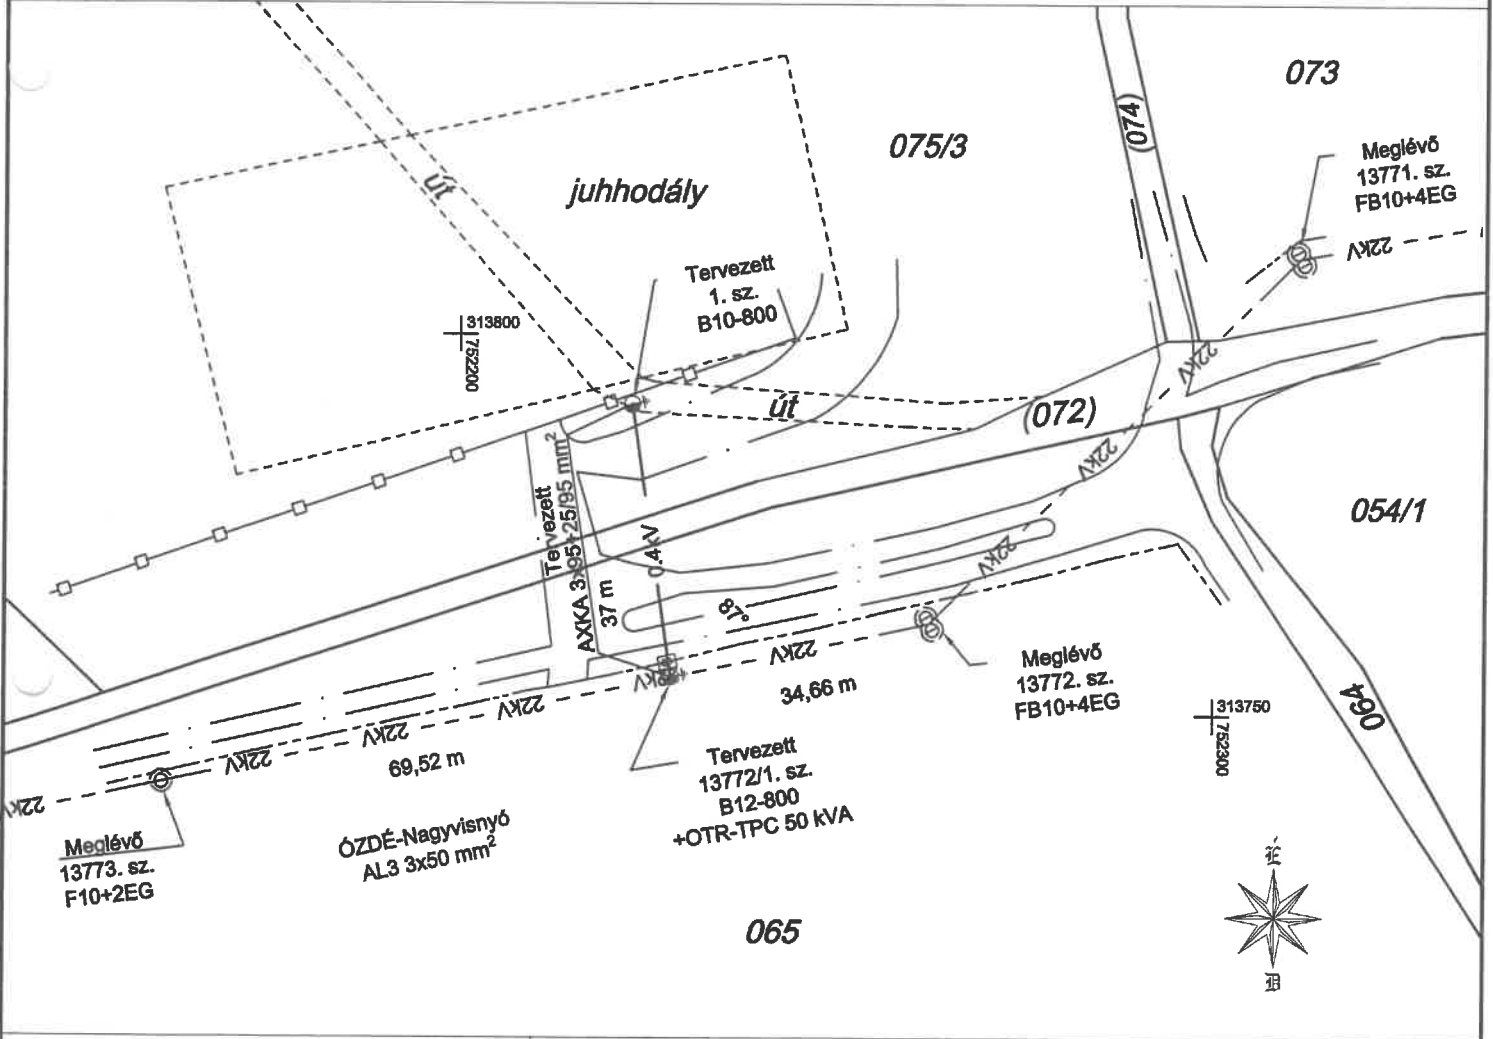 073
075/3
(074)
Meglévő
13771. sz.
FB10+4EG
22kV
út
juhhodály
Tervezett
1. sz.
B10-800
313800
752200
22kV
út
(072)
22kV
054/1
Tervezett
AXKA 3x95+25/95 mm²
37 m
0.4kV
22kV
87°
22kV
Meglévő
13772. sz.
FB10+4EG
22kV
34,66 m
22kV
064
313750
752300
22kV
22kV
69,52 m
22kV
Tervezett
13772/1. sz.
B12-800
+OTR-TPC 50 kVA
Meglévő
13773. sz.
F10+2EG
ÓZDÉ-Nagyvisnyó
AL3 3x50 mm²
É
065
D